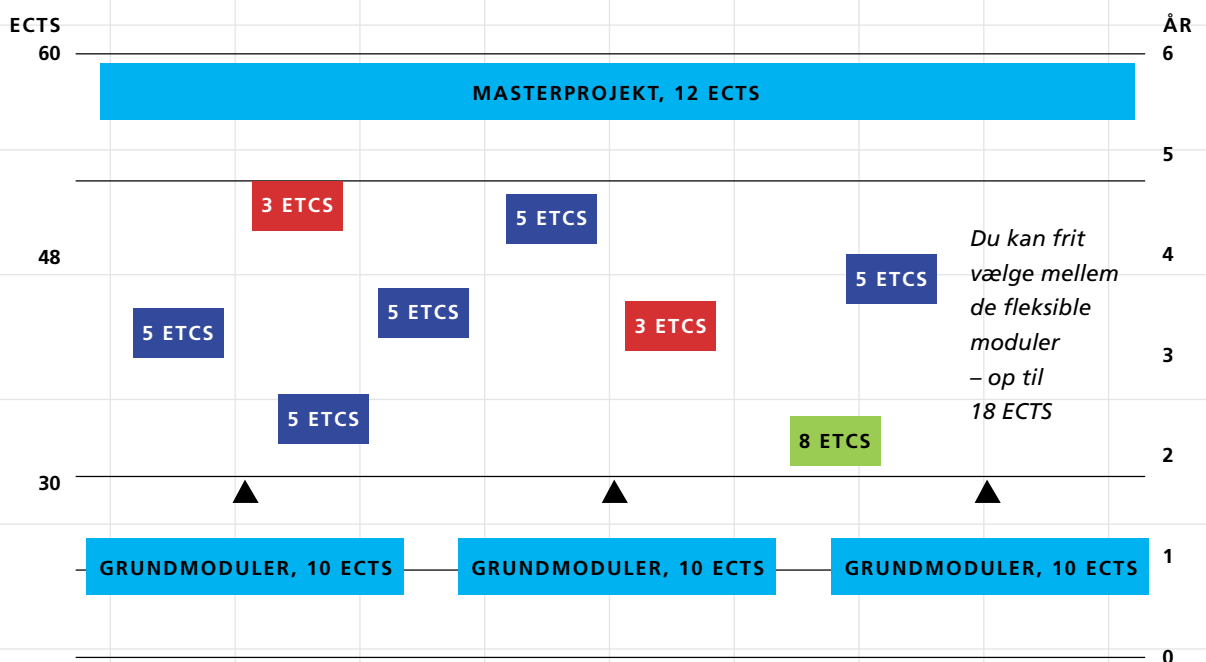 ECTS
ÅR
60
6
MASTERPROJEKT, 12 ECTS
5
3 ETCS
5 ETCS
48
4
5 ETCS
Du kan frit
vælge mellem
de fleksible
moduler
– op til
18 ECTS
5 ETCS
5 ETCS
3 ETCS
3
5 ETCS
8 ETCS
2
30
GRUNDMODULER, 10 ECTS
GRUNDMODULER, 10 ECTS
GRUNDMODULER, 10 ECTS
1
0